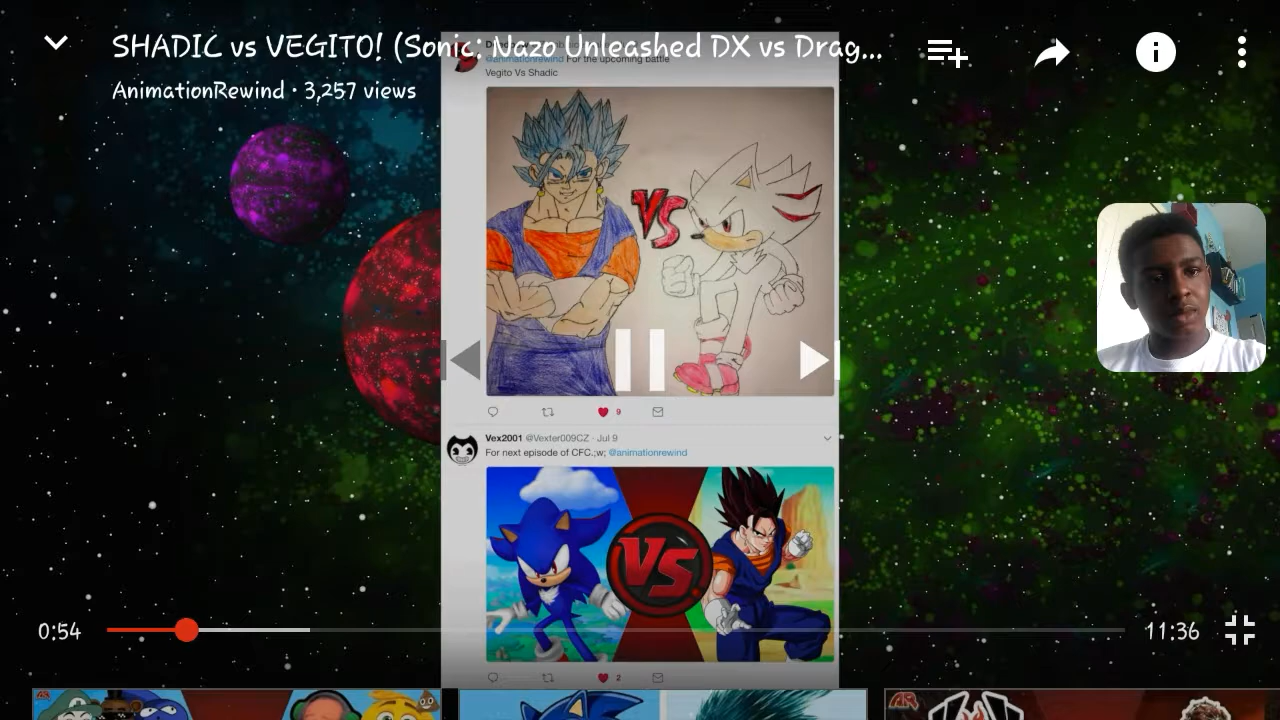 SHADIC vs VEGITO! (Sonic: Nazo Unleashed DX vs Drag...
AnimationRewind • 3,257 views
@animationrewind For the upcoming battle
Vegito Vs Shadic
VS
9
Vex2001 @Vexter009CZ · Jul 9
For next episode of CFC.;w; @animationrewind
VS
2
0:54
11:36
AR
AR